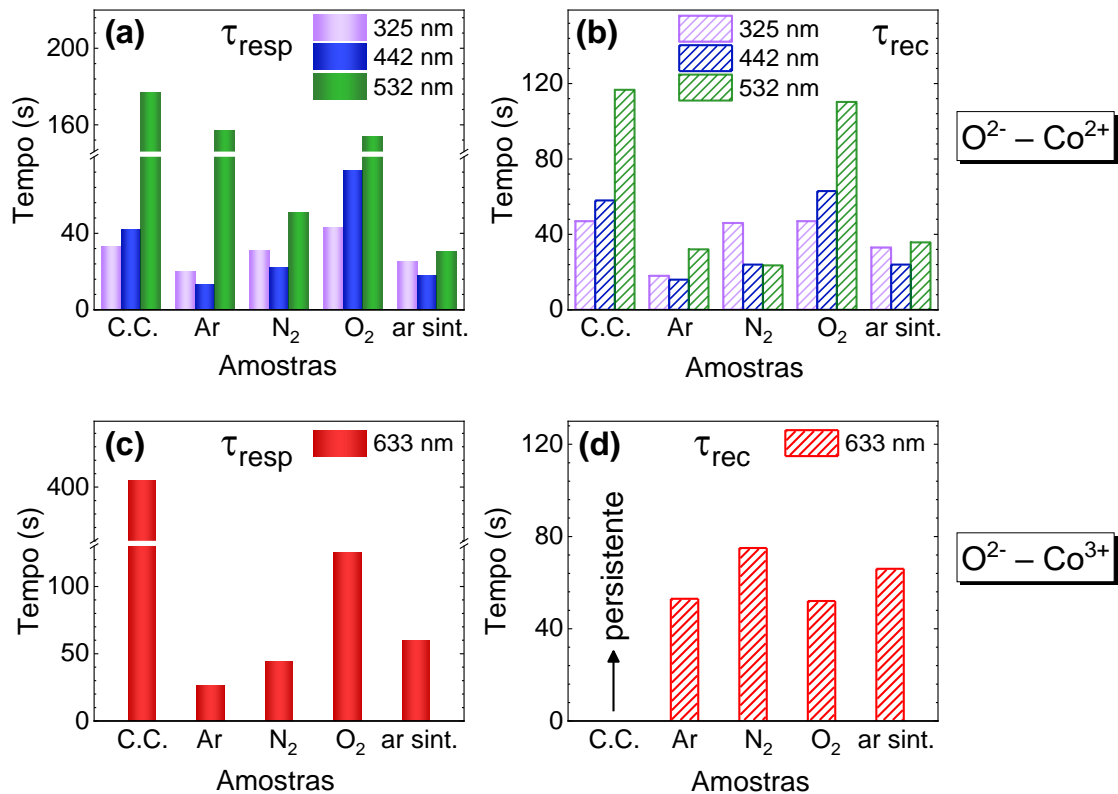 (a)
τresp
325 nm
442 nm
532 nm
Tempo (s)
200
160
40
0
C.C. Ar N2 O2 ar sint.
Amostras
(b)
325 nm
442 nm
532 nm
τrec
Tempo (s)
120
80
40
0
C.C. Ar N2 O2 ar sint.
Amostras
O2- – Co2+
(c)
τresp
633 nm
Tempo (s)
400
100
50
0
C.C. Ar N2 O2 ar sint.
Amostras
(d)
τrec
633 nm
Tempo (s)
120
80
40
0
persistente
C.C. Ar N2 O2 ar sint.
Amostras
O2- – Co3+